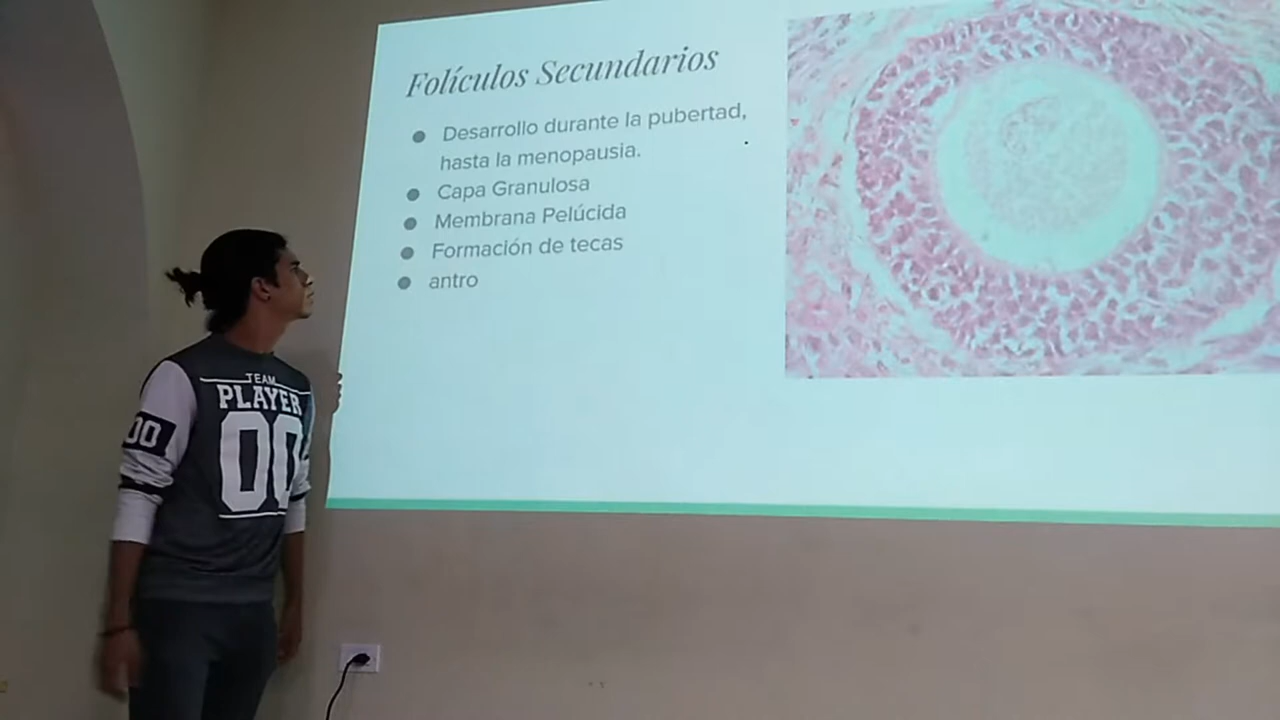 Folículos Secundarios
● Desarrollo durante la pubertad,
hasta la menopausia.
● Capa Granulosa
● Membrana Pelúcida
● Formación de tecas
● antro
TEAM
PLAYER
00
00